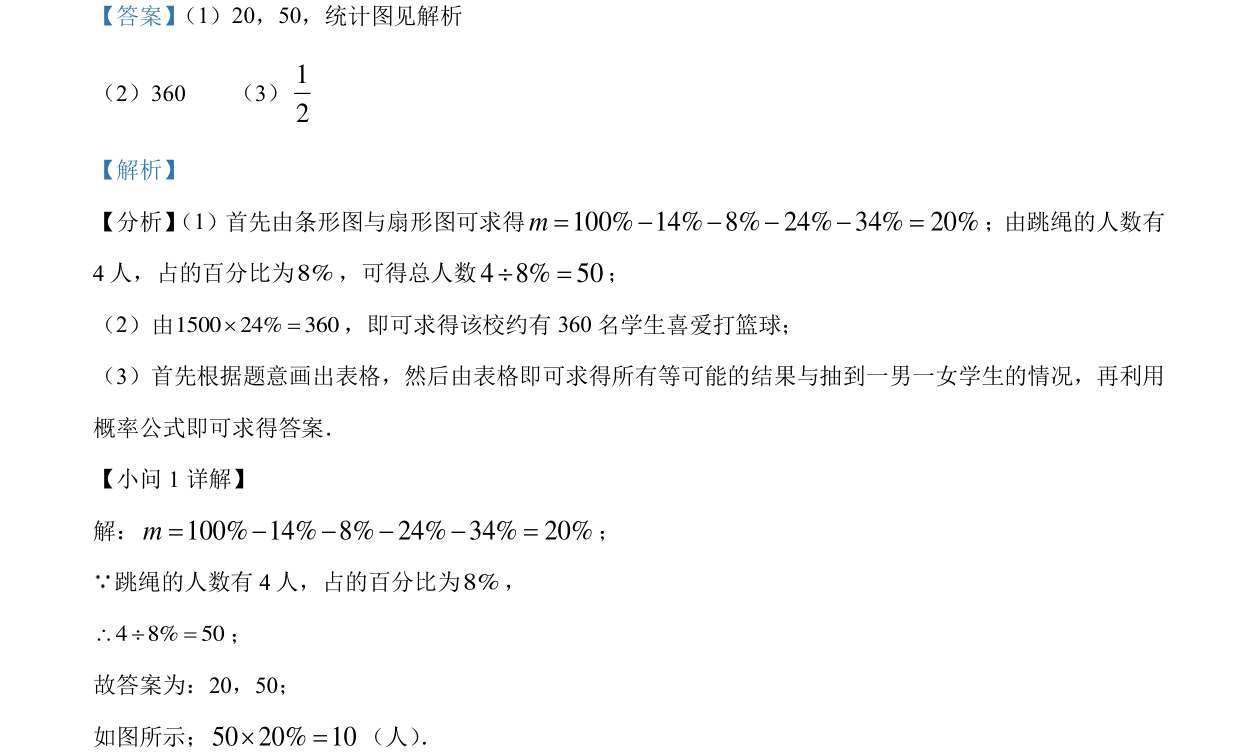 【答案】（1）20，50，统计图见解析
（2）360 （3）1/2
【解析】
【分析】（1）首先由条形图与扇形图可求得m=100%−14%−8%−24%−34%=20%；由跳绳的人数有
4人，占的百分比为8%，可得总人数4÷8%=50；
（2）由1500×24%=360，即可求得该校约有360名学生喜爱打篮球；
（3）首先根据题意画出表格，然后由表格即可求得所有等可能的结果与抽到一男一女学生的情况，再利用
概率公式即可求得答案．
【小问1详解】
解：m=100%−14%−8%−24%−34%=20%；
∵跳绳的人数有4人，占的百分比为8%，
∴4÷8%=50；
故答案为：20，50；
如图所示；50×20%=10（人）．